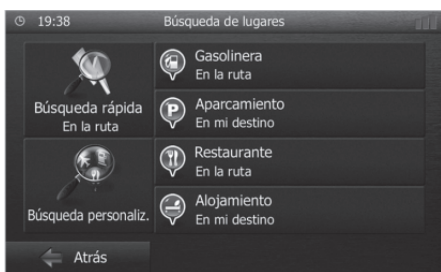 19:38 Búsqueda de lugares
Búsqueda rápida
En la ruta
Búsqueda personaliz.
Gasolinera
En la ruta
Aparcamiento
En mi destino
Restaurante
En la ruta
Alojamiento
En mi destino
Atrás